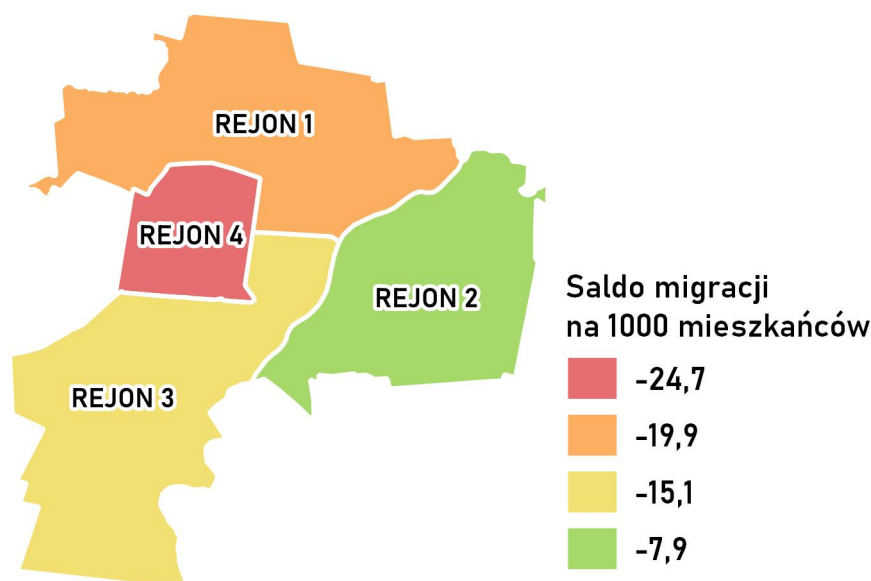 REJON 1
REJON 4
REJON 2
REJON 3
Saldo migracji
na 1000 mieszkańców
-24,7
-19,9
-15,1
-7,9